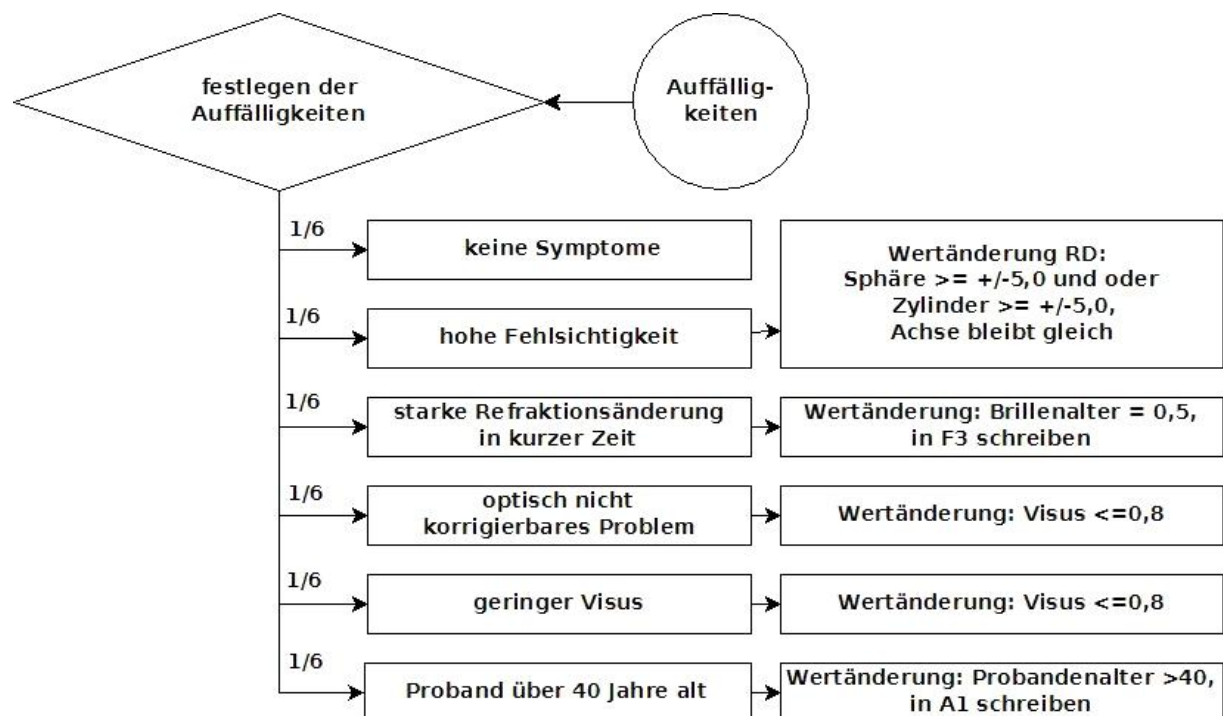 festlegen der
Auffälligkeiten
Auffällig-
keiten
1/6
keine Symptome
Wertänderung RD:
Sphäre >= +/-5,0 und oder
Zylinder >= +/-5,0,
Achse bleibt gleich
1/6
hohe Fehlsichtigkeit
1/6
starke Refraktionsänderung
in kurzer Zeit
Wertänderung: Brillenalter = 0,5,
in F3 schreiben
1/6
optisch nicht
korrigierbares Problem
Wertänderung: Visus <=0,8
1/6
geringer Visus
Wertänderung: Visus <=0,8
1/6
Proband über 40 Jahre alt
Wertänderung: Probandenalter >40,
in A1 schreiben